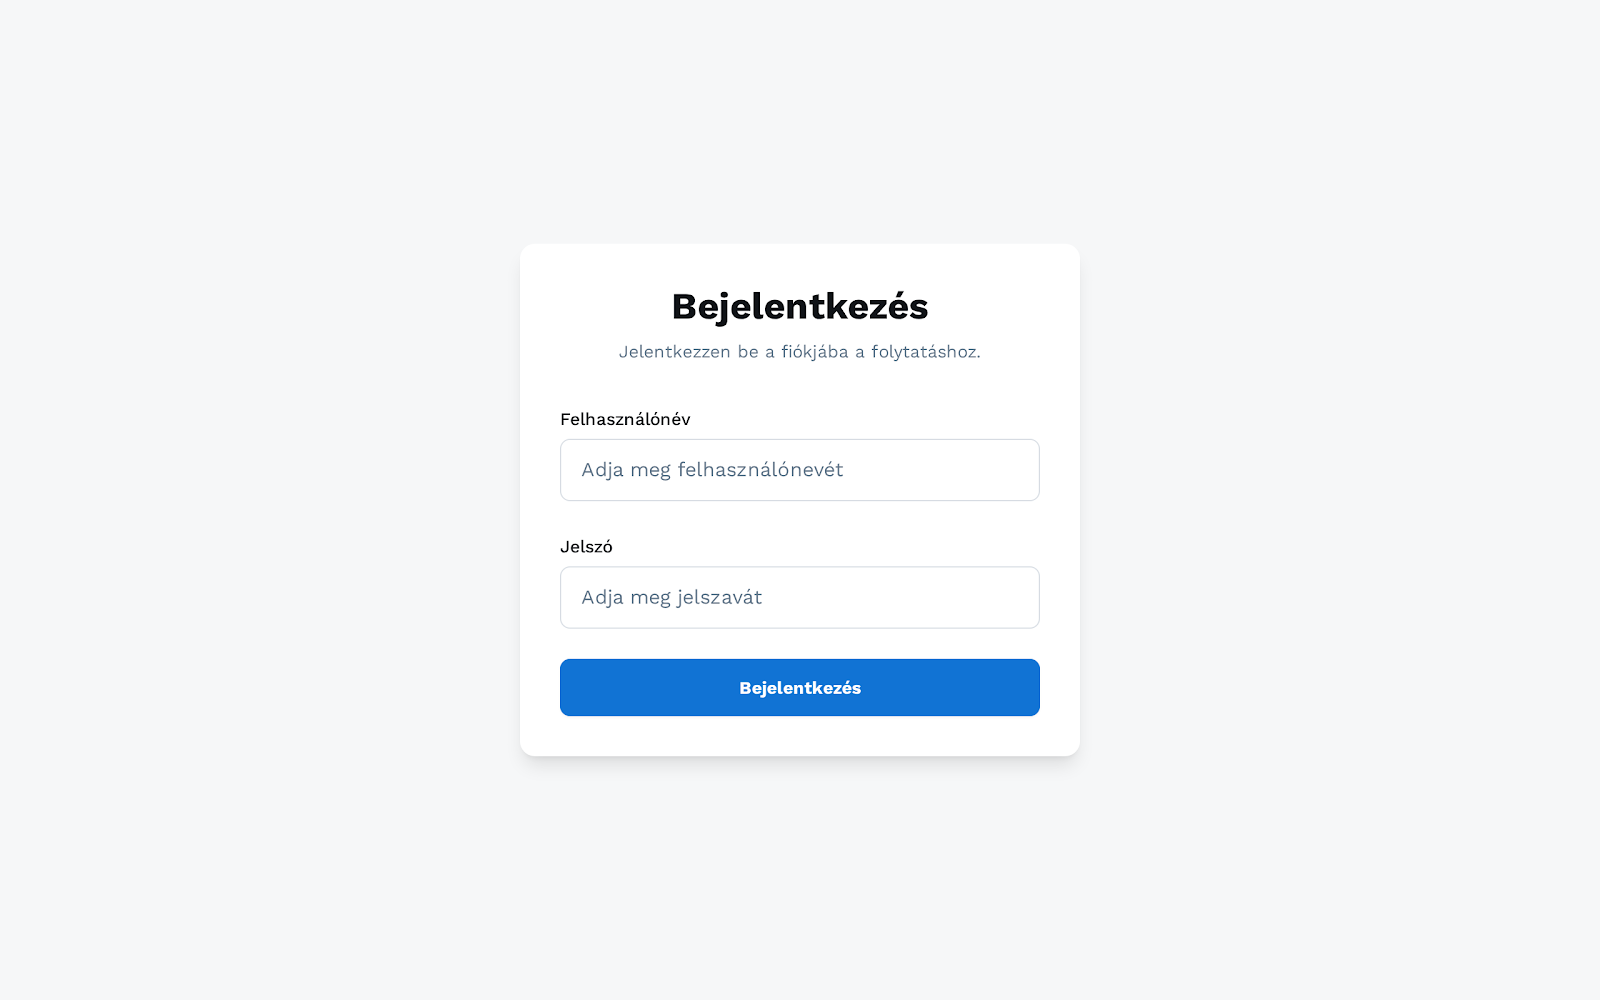 Bejelentkezés
Jelentkezzen be a fiókjába a folytatáshoz.
Felhasználónév
Adja meg felhasználónevét
Jelszó
Adja meg jelszavát
Bejelentkezés